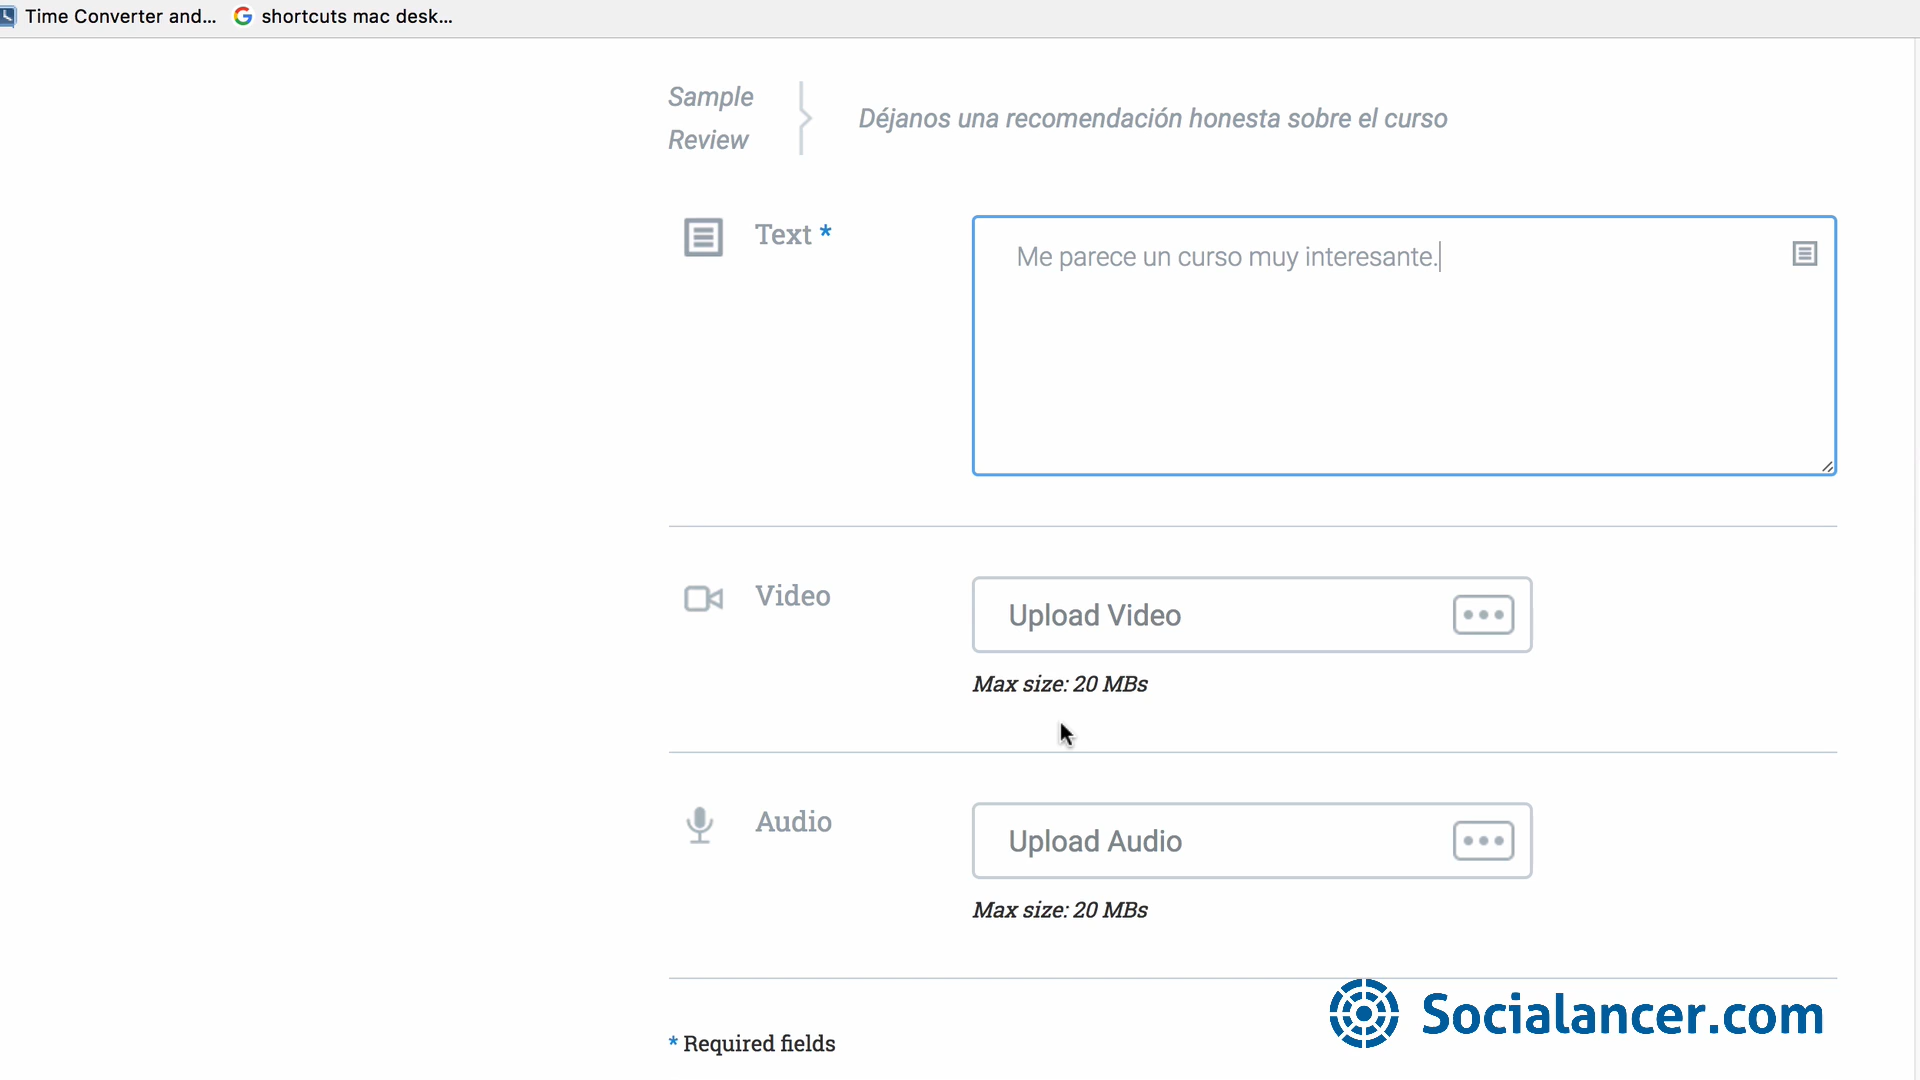 Time Converter and...
shortcuts mac desk...
Sample
Review
Déjanos una recomendación honesta sobre el curso
Text *
Me parece un curso muy interesante.
Video
Upload Video
Max size: 20 MBs
Audio
Upload Audio
Max size: 20 MBs
Socialancer.com
* Required fields